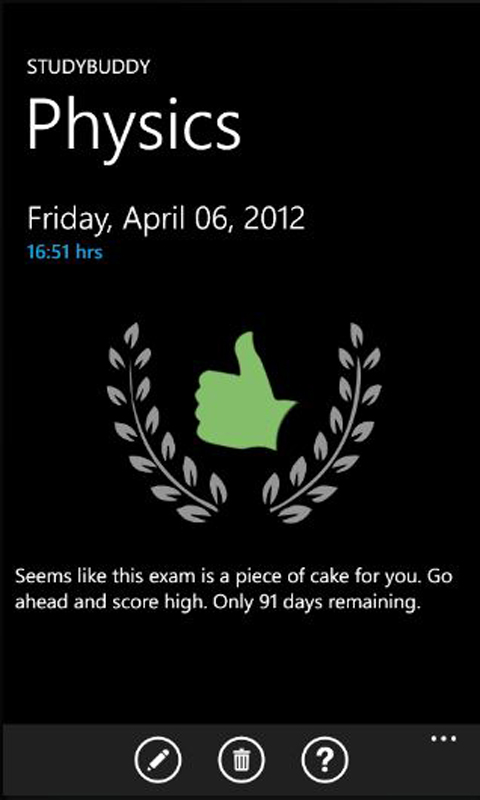 STUDYBUDDY
Physics
Friday, April 06, 2012
16:51 hrs
Seems like this exam is a piece of cake for you. Go
ahead and score high. Only 91 days remaining.